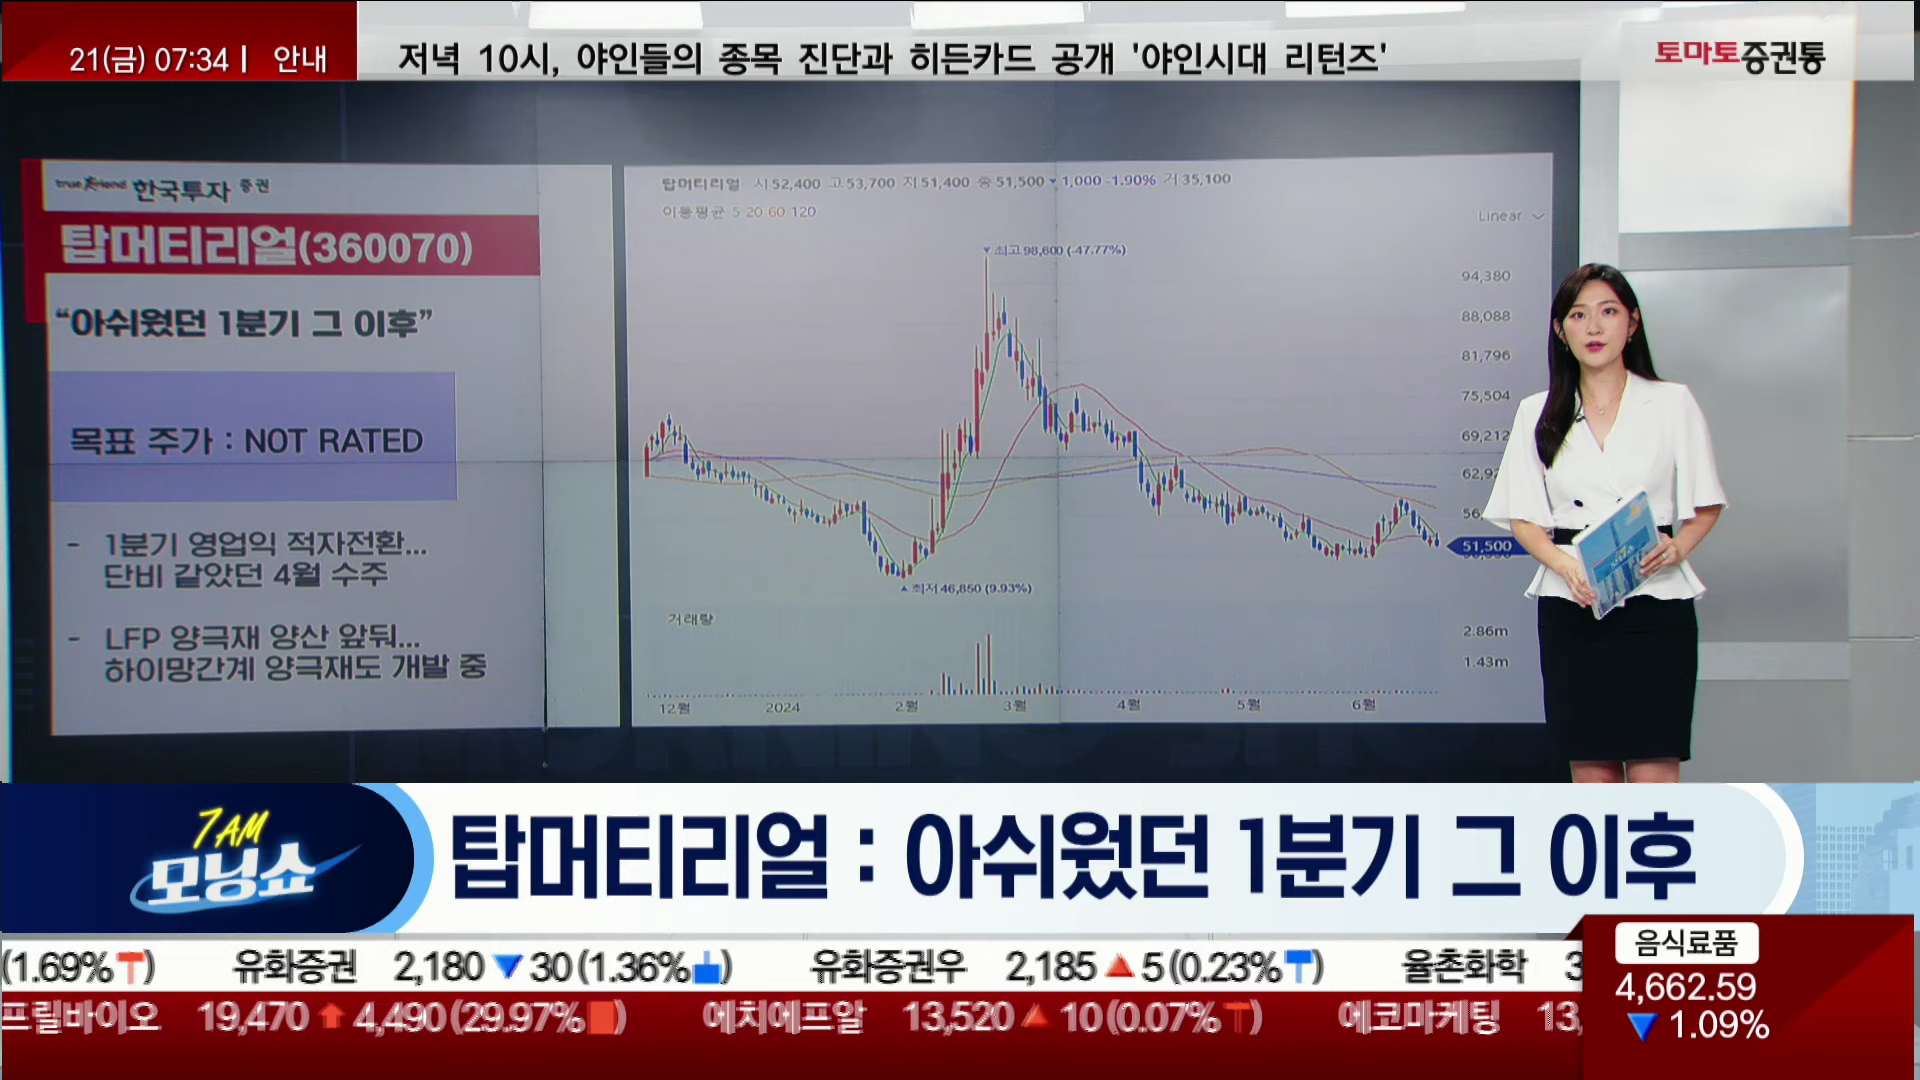 21(금) 07:34 | 안내
저녁 10시, 야인들의 종목 진단과 히든카드 공개 '야인시대 리턴즈'
토마토증권통
true Friend 한국투자 증권
탑머티리얼(360070)
“아쉬웠던 1분기 그 이후”
목표 주가 : NOT RATED
- 1분기 영업익 적자전환...
단비 같았던 4월 수주
- LFP 양극재 양산 앞둬...
하이망간계 양극재도 개발 중
탑머티리얼 시 52,400 고 53,700 저 51,400 종 51,500 ▼ 1,000 -1.90% 거 35,100
이동평균 5 20 60 120
Linear
▼ 최고 98,600 (-47.77%)
94,380
88,088
81,796
75,504
69,212
62,92
56,
51,500
▲ 최저 46,850 (9.93%)
거래량
2.86m
1.43m
12월 2024 2월 3월 4월 5월 6월
7AM
모닝쇼
탑머티리얼 : 아쉬웠던 1분기 그 이후
(1.69%) 유화증권 2,180 ▼ 30 (1.36%) 유화증권우 2,185 ▲ 5 (0.23%) 율촌화학 3
프릴바이오 19,470 ↑ 4,490 (29.97%) 에치에프알 13,520 ▲ 10 (0.07%) 에코마케팅 13,
음식료품
4,662.59
▼ 1.09%